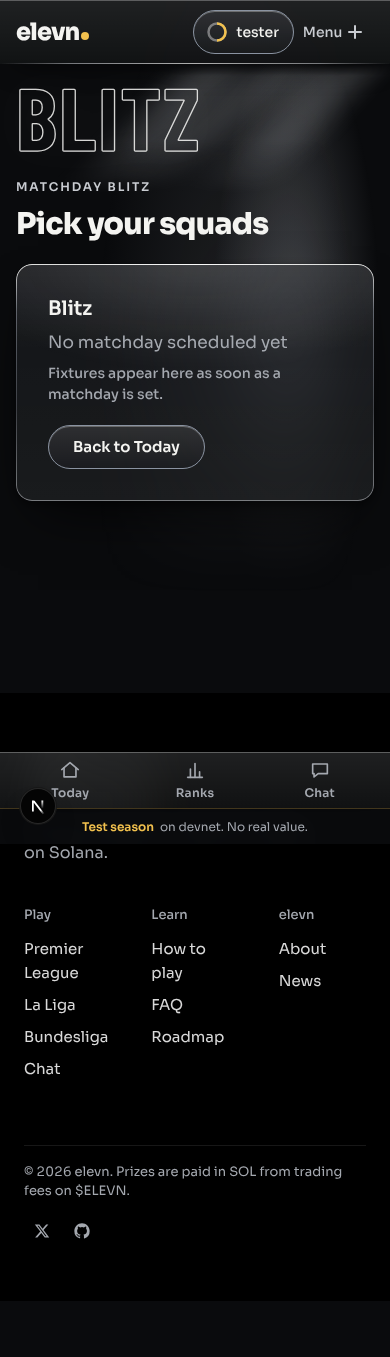 elevn.
tester
Menu
BLITZ
MATCHDAY BLITZ
Pick your squads
Blitz
No matchday scheduled yet
Fixtures appear here as soon as a
matchday is set.
Back to Today
Today
Ranks
Chat
N
Test season on devnet. No real value.
on Solana.
Play
Learn
elevn
Premier
League
How to
play
About
News
La Liga
FAQ
Bundesliga
Roadmap
Chat
© 2026 elevn. Prizes are paid in SOL from trading
fees on $ELEVN.